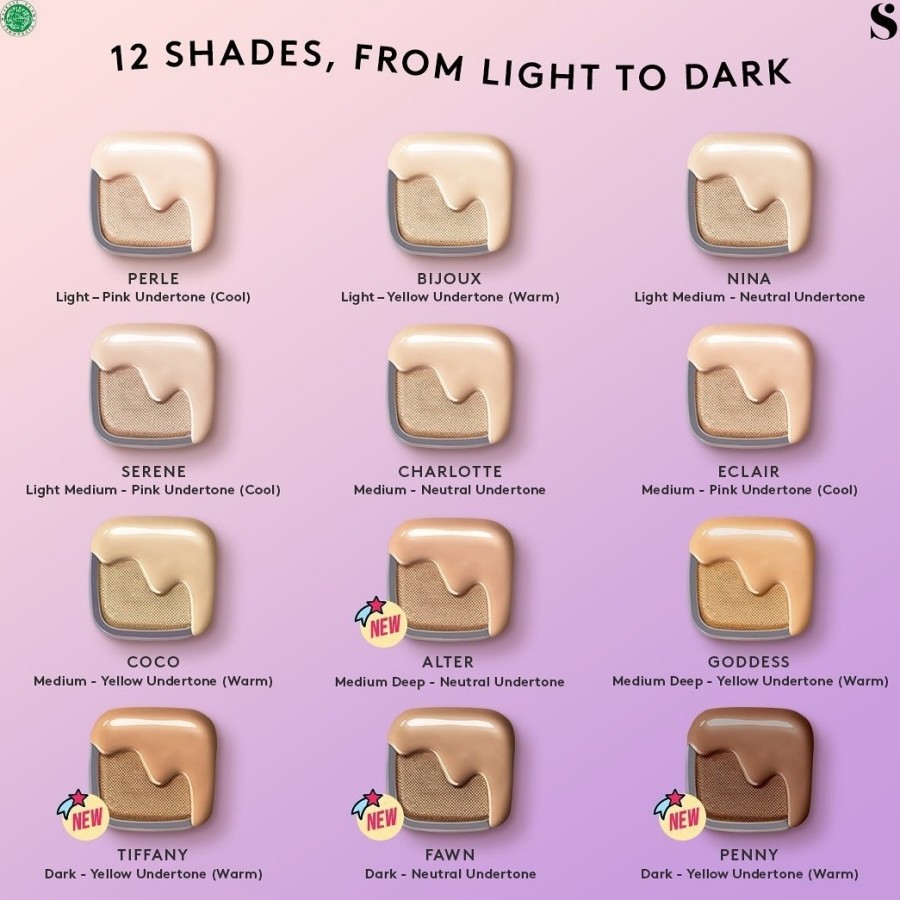 12 SHADES, FROM LIGHT TO DARK
S
PERLE
Light – Pink Undertone (Cool)
BIJOUX
Light – Yellow Undertone (Warm)
NINA
Light Medium - Neutral Undertone
SERENE
Light Medium - Pink Undertone (Cool)
CHARLOTTE
Medium - Neutral Undertone
ECLAIR
Medium - Pink Undertone (Cool)
COCO
Medium - Yellow Undertone (Warm)
NEW
ALTER
Medium Deep - Neutral Undertone
GODDESS
Medium Deep - Yellow Undertone (Warm)
NEW
TIFFANY
Dark - Yellow Undertone (Warm)
NEW
FAWN
Dark - Neutral Undertone
NEW
PENNY
Dark - Yellow Undertone (Warm)